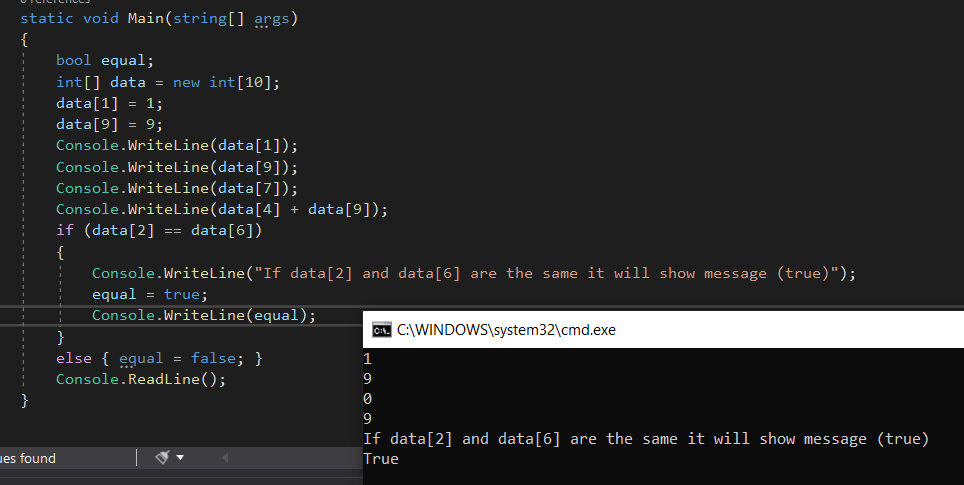 0 references
static void Main(string[] args)
{
bool equal;
int[] data = new int[10];
data[1] = 1;
data[9] = 9;
Console.WriteLine(data[1]);
Console.WriteLine(data[9]);
Console.WriteLine(data[7]);
Console.WriteLine(data[4] + data[9]);
if (data[2] == data[6])
{
Console.WriteLine("If data[2] and data[6] are the same it will show message (true)");
equal = true;
Console.WriteLine(equal);
}
else { equal = false; }
Console.ReadLine();
}
ues found
C:\WINDOWS\system32\cmd.exe
1
9
0
9
If data[2] and data[6] are the same it will show message (true)
True